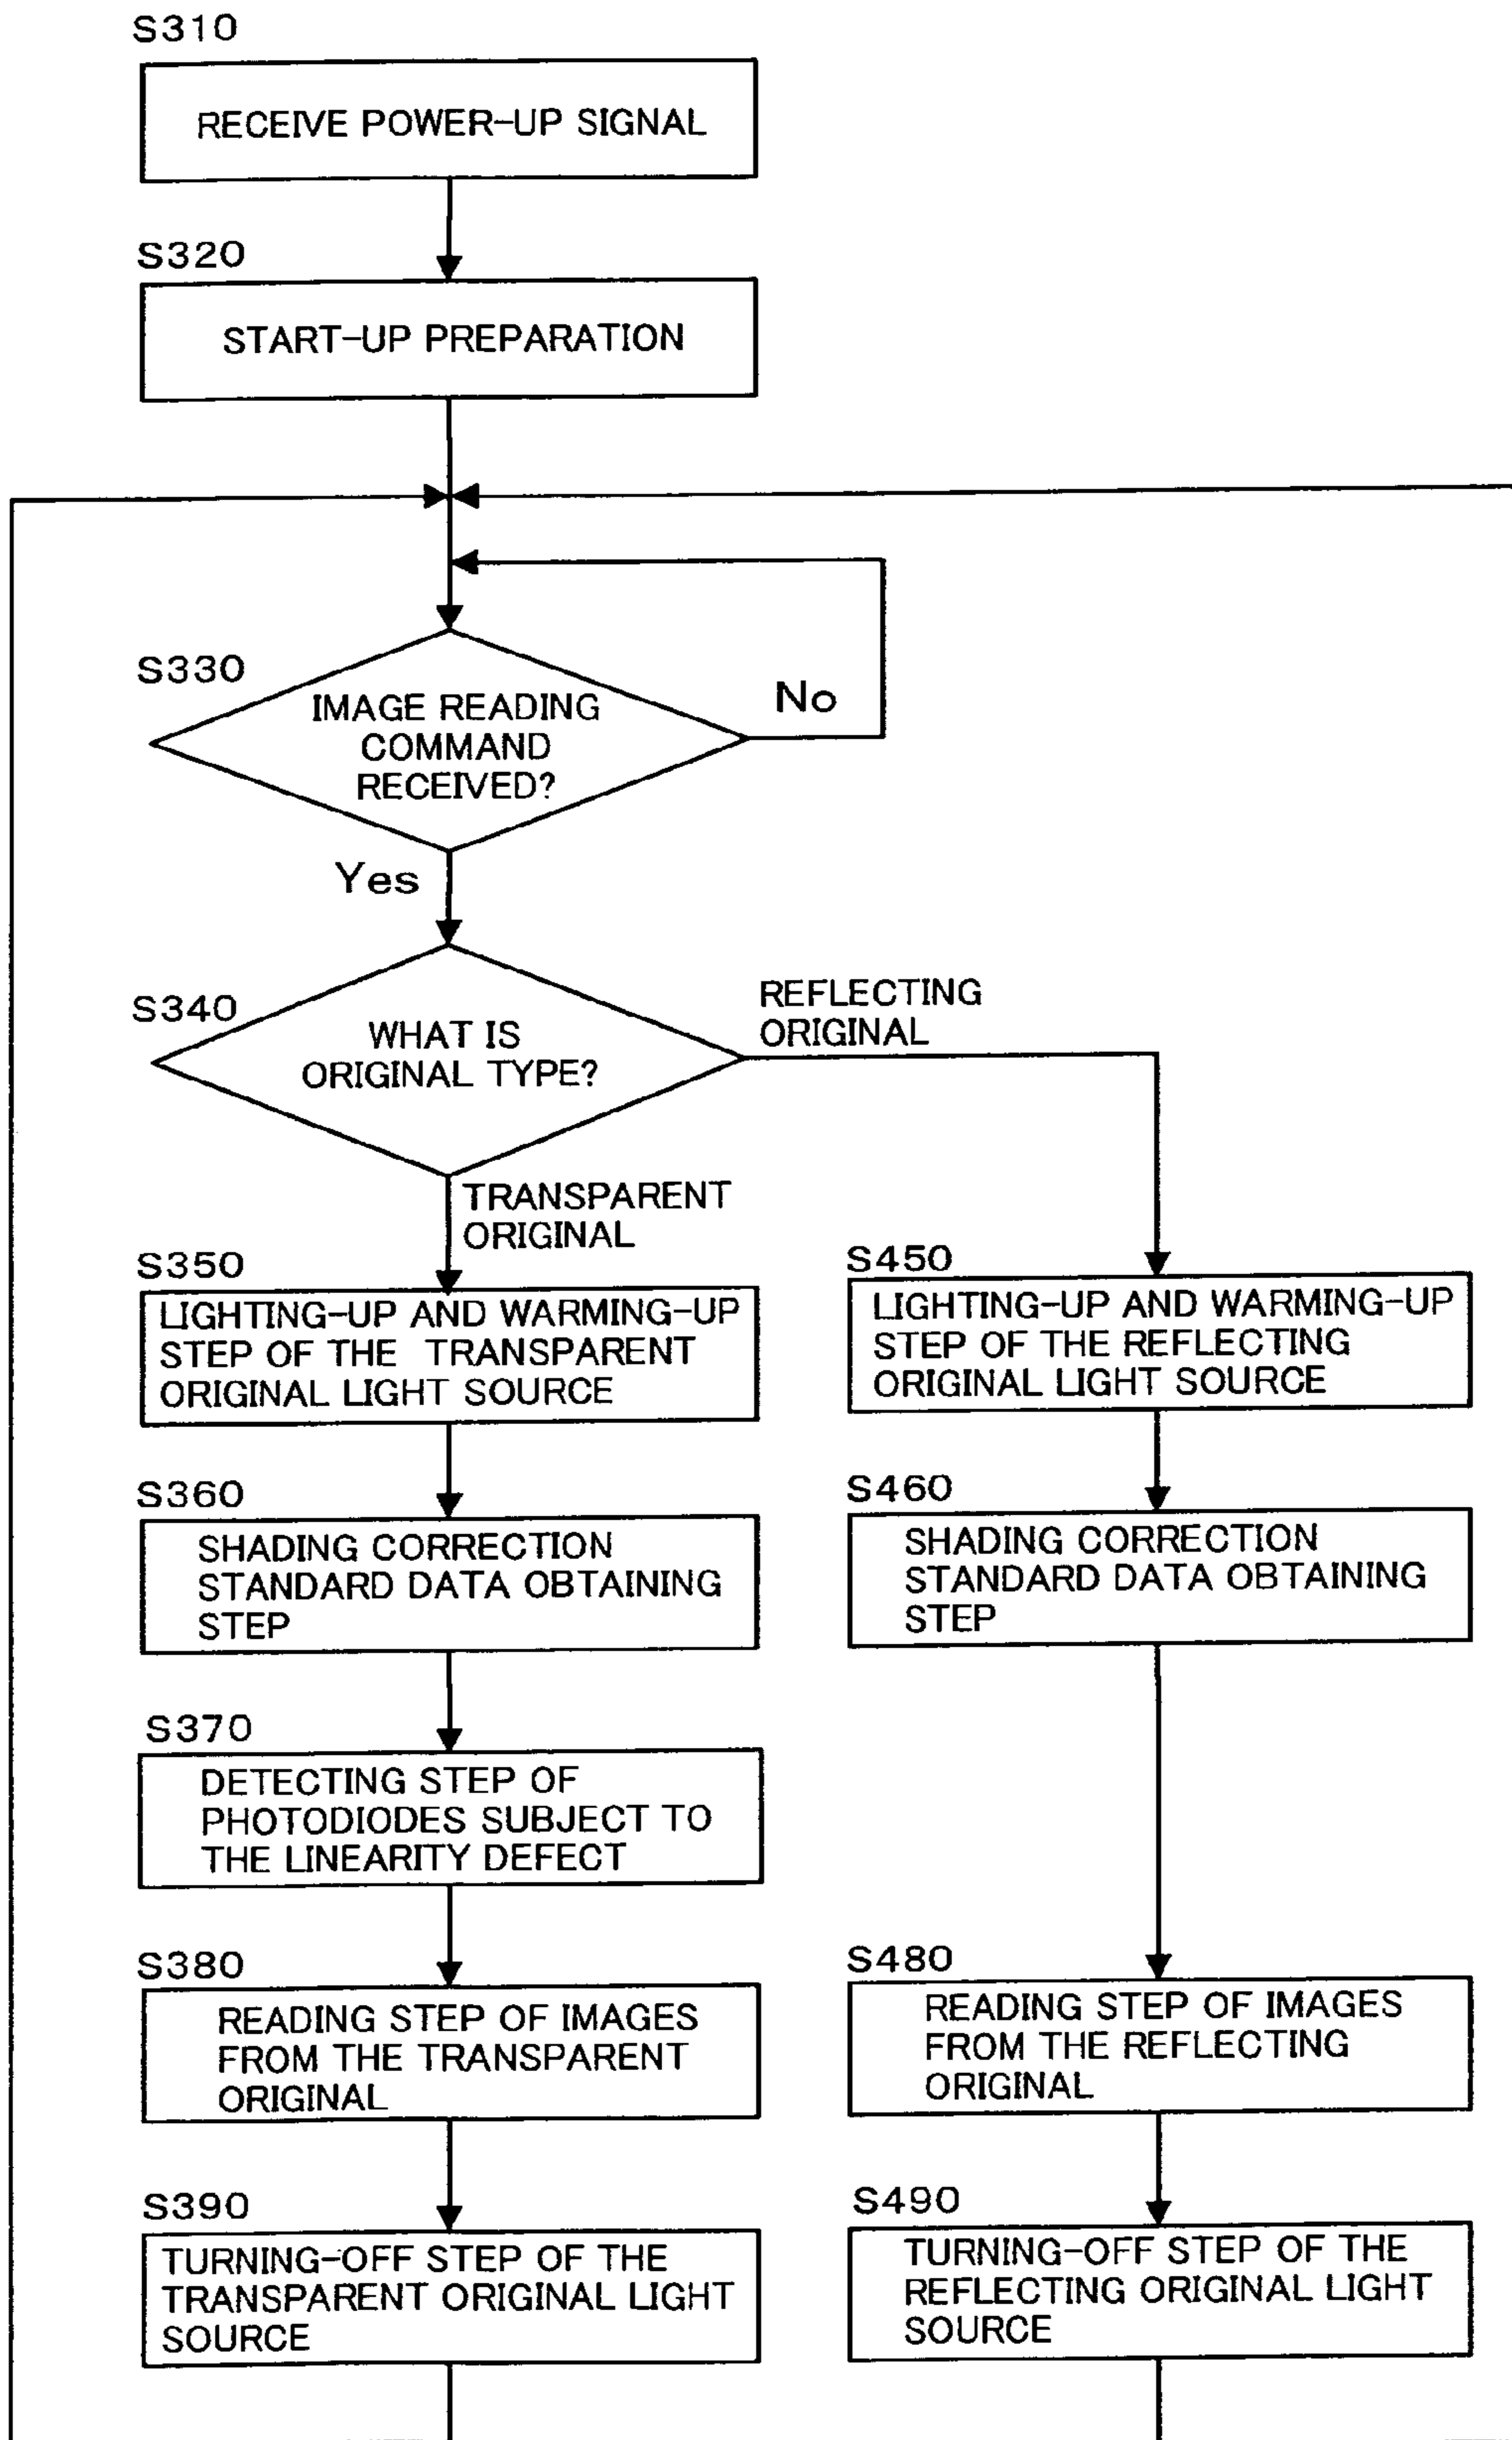 S310
RECEIVE POWER-UP SIGNAL
S320
START-UP PREPARATION
S330
IMAGE READING
COMMAND
RECEIVED?
No
Yes
S340
WHAT IS
ORIGINAL TYPE?
REFLECTING
ORIGINAL
TRANSPARENT
ORIGINAL
S350
LIGHTING-UP AND WARMING-UP
STEP OF THE TRANSPARENT
ORIGINAL LIGHT SOURCE
S450
LIGHTING-UP AND WARMING-UP
STEP OF THE REFLECTING
ORIGINAL LIGHT SOURCE
S360
SHADING CORRECTION
STANDARD DATA OBTAINING
STEP
S460
SHADING CORRECTION
STANDARD DATA OBTAINING
STEP
S370
DETECTING STEP OF
PHOTODIODES SUBJECT TO
THE LINEARITY DEFECT
S380
READING STEP OF IMAGES
FROM THE TRANSPARENT
ORIGINAL
S480
READING STEP OF IMAGES
FROM THE REFLECTING
ORIGINAL
S390
TURNING-OFF STEP OF THE
TRANSPARENT ORIGINAL LIGHT
SOURCE
S490
TURNING-OFF STEP OF THE
REFLECTING ORIGINAL LIGHT
SOURCE